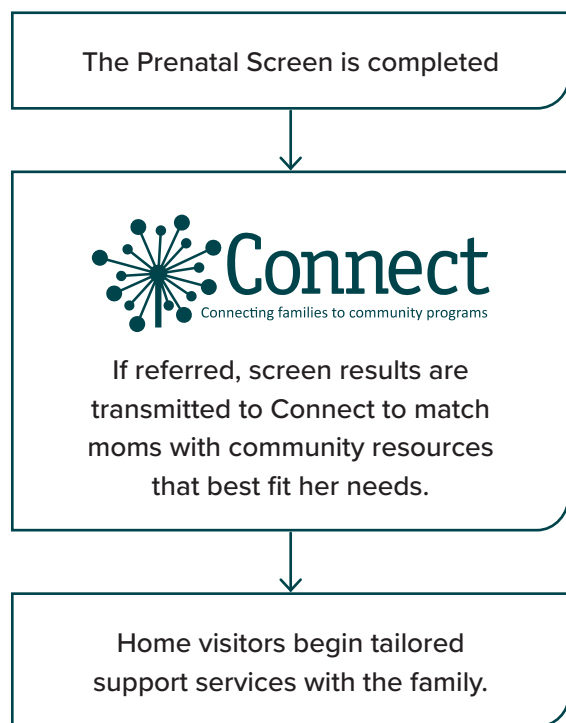 The Prenatal Screen is completed
Connect
Connecting families to community programs
If referred, screen results are
transmitted to Connect to match
moms with community resources
that best fit her needs.
Home visitors begin tailored
support services with the family.